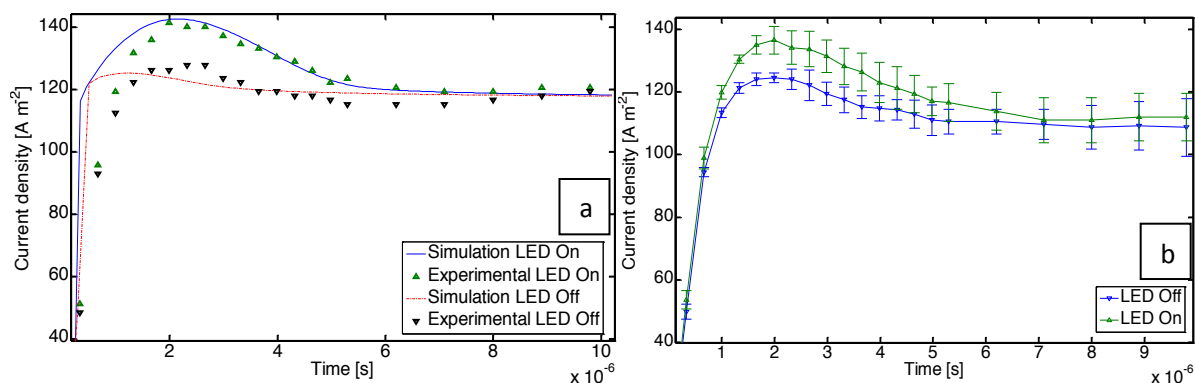 140
120
100
80
60
40
Current density [A m-2]
2
4
6
8
10
Time [s]
x 10-6
a
Simulation LED On
Experimental LED On
Simulation LED Off
Experimental LED Off
140
120
100
80
60
40
Current density [A m-2]
1
2
3
4
5
6
7
8
9
Time [s]
x 10-6
b
LED Off
LED On